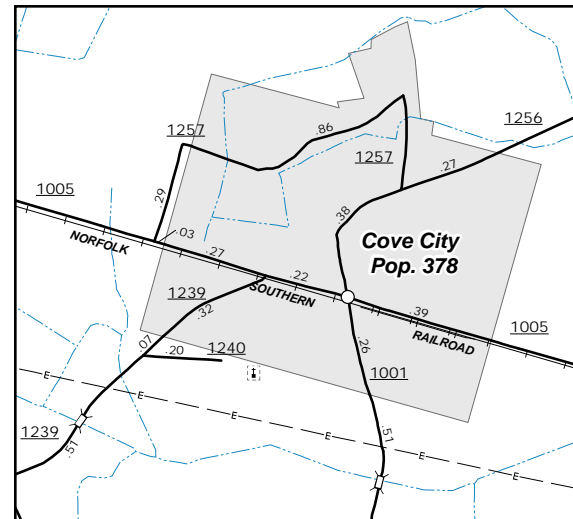 1256
1257
.86
1257
.27
1005
.29
.38
.03
NORFOLK
Cove City
Pop. 378
.27
.22
1239
SOUTHERN
.32
.39
RAILROAD
1005
.07
.20
1240
.26
1001
E
E
E
E
1239
.51
.51
E
E